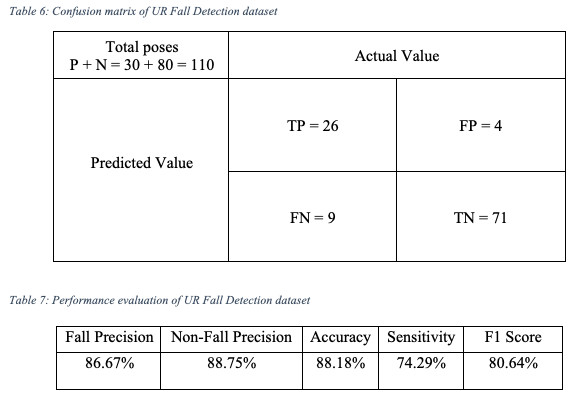 Table 6: Confusion matrix of UR Fall Detection dataset
Total poses
P + N = 30 + 80 = 110
Actual Value
Predicted Value
TP = 26
FP = 4
FN = 9
TN = 71
Table 7: Performance evaluation of UR Fall Detection dataset
Fall Precision Non-Fall Precision Accuracy Sensitivity F1 Score
86.67% 88.75% 88.18% 74.29% 80.64%